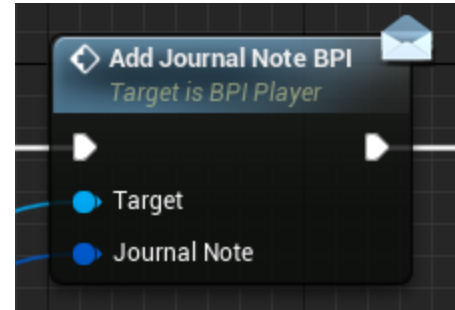 Add Journal Note BPI
Target is BPI Player
Target
Journal Note